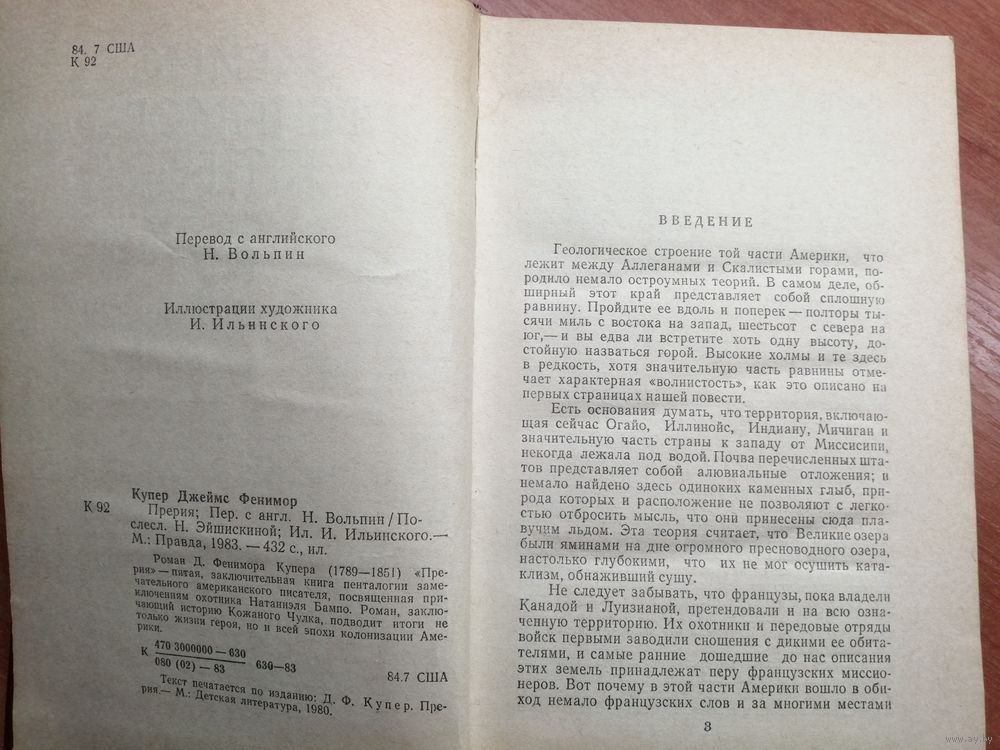 84. 7 США
К 92
Перевод с английского
Н. Вольпин
Иллюстрации художника
И. Ильинского
Купер Джеймс Фенимор
К 92
Прерия; Пер. с англ. Н. Вольпин / По-
слесл. Н. Эйшискиной; Ил. И. Ильинского.—
М.: Правда, 1983. — 432 с., ил.
Роман Д. Фенимора Купера (1789—1851) «Пре-
рия» — пятая, заключительная книга пенталогии заме-
чательного американского писателя, посвященная при-
ключениям охотника Натаниэля Бампо. Роман, заклю-
чающий историю Кожаного Чулка, подводит итоги не
только жизни героя, но и всей эпохи колонизации Аме-
рики.
К 470 3000000 — 630
080 (02) — 83 630—83
84.7 США
Текст печатается по изданию: Д. Ф. Купер. Пре-
рия.— М.: Детская литература, 1980.
ВВЕДЕНИЕ
Геологическое строение той части Америки, что
лежит между Аллеганами и Скалистыми горами, по-
родило немало остроумных теорий. В самом деле, об-
ширный этот край представляет собой сплошную
равнину. Пройдите ее вдоль и поперек — полторы ты-
сячи миль с востока на запад, шестьсот с севера на
юг,— и вы едва ли встретите хоть одну высоту, до-
стойную назваться горой. Высокие холмы и те здесь
в редкость, хотя значительную часть равнины отме-
чает характерная «волнистость», как это описано на
первых страницах нашей повести.
Есть основания думать, что территория, включаю-
щая сейчас Огайо, Иллинойс, Индиану, Мичиган и
значительную часть страны к западу от Миссисипи,
некогда лежала под водой. Почва перечисленных шта-
тов представляет собой алювиальные отложения; и
немало найдено здесь одиноких каменных глыб, при-
рода которых и расположение не позволяют с легко-
стью отбросить мысль, что они принесены сюда пла-
вучим льдом. Эта теория считает, что Великие озера
были яминами на дне огромного пресноводного озера,
настолько глубокими, что их не мог осушить ката-
клизм, обнаживший сушу.
Не следует забывать, что французы, пока владели
Канадой и Луизианой, претендовали и на всю озна-
ченную территорию. Их охотники и передовые отряды
войск первыми заводили сношения с дикими ее обита-
телями, и самые ранние дошедшие до нас описания
этих земель принадлежат перу французских миссио-
неров. Вот почему в этой части Америки вошло в оби-
ход немало французских слов и за многими местами
3
www.ay.by